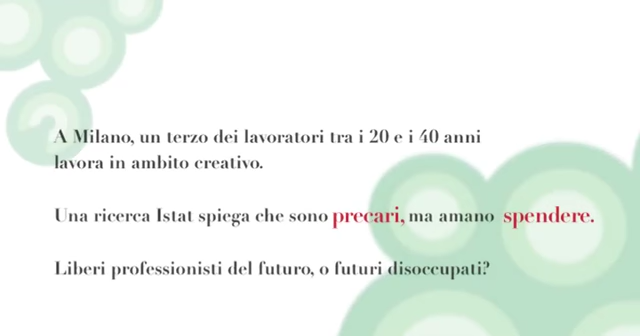 A Milano, un terzo dei lavoratori tra i 20 e i 40 anni
lavora in ambito creativo.
Una ricerca Istat spiega che sono precari, ma amano spendere.
Liberi professionisti del futuro, o futuri disoccupati?